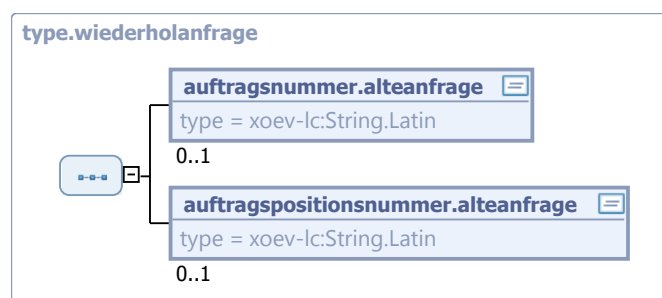 type.wiederholanfrage
auftragsnummer.alteanfrage
type = xoev-lc:String.Latin
0..1
auftragspositionsnummer.alteanfrage
type = xoev-lc:String.Latin
0..1